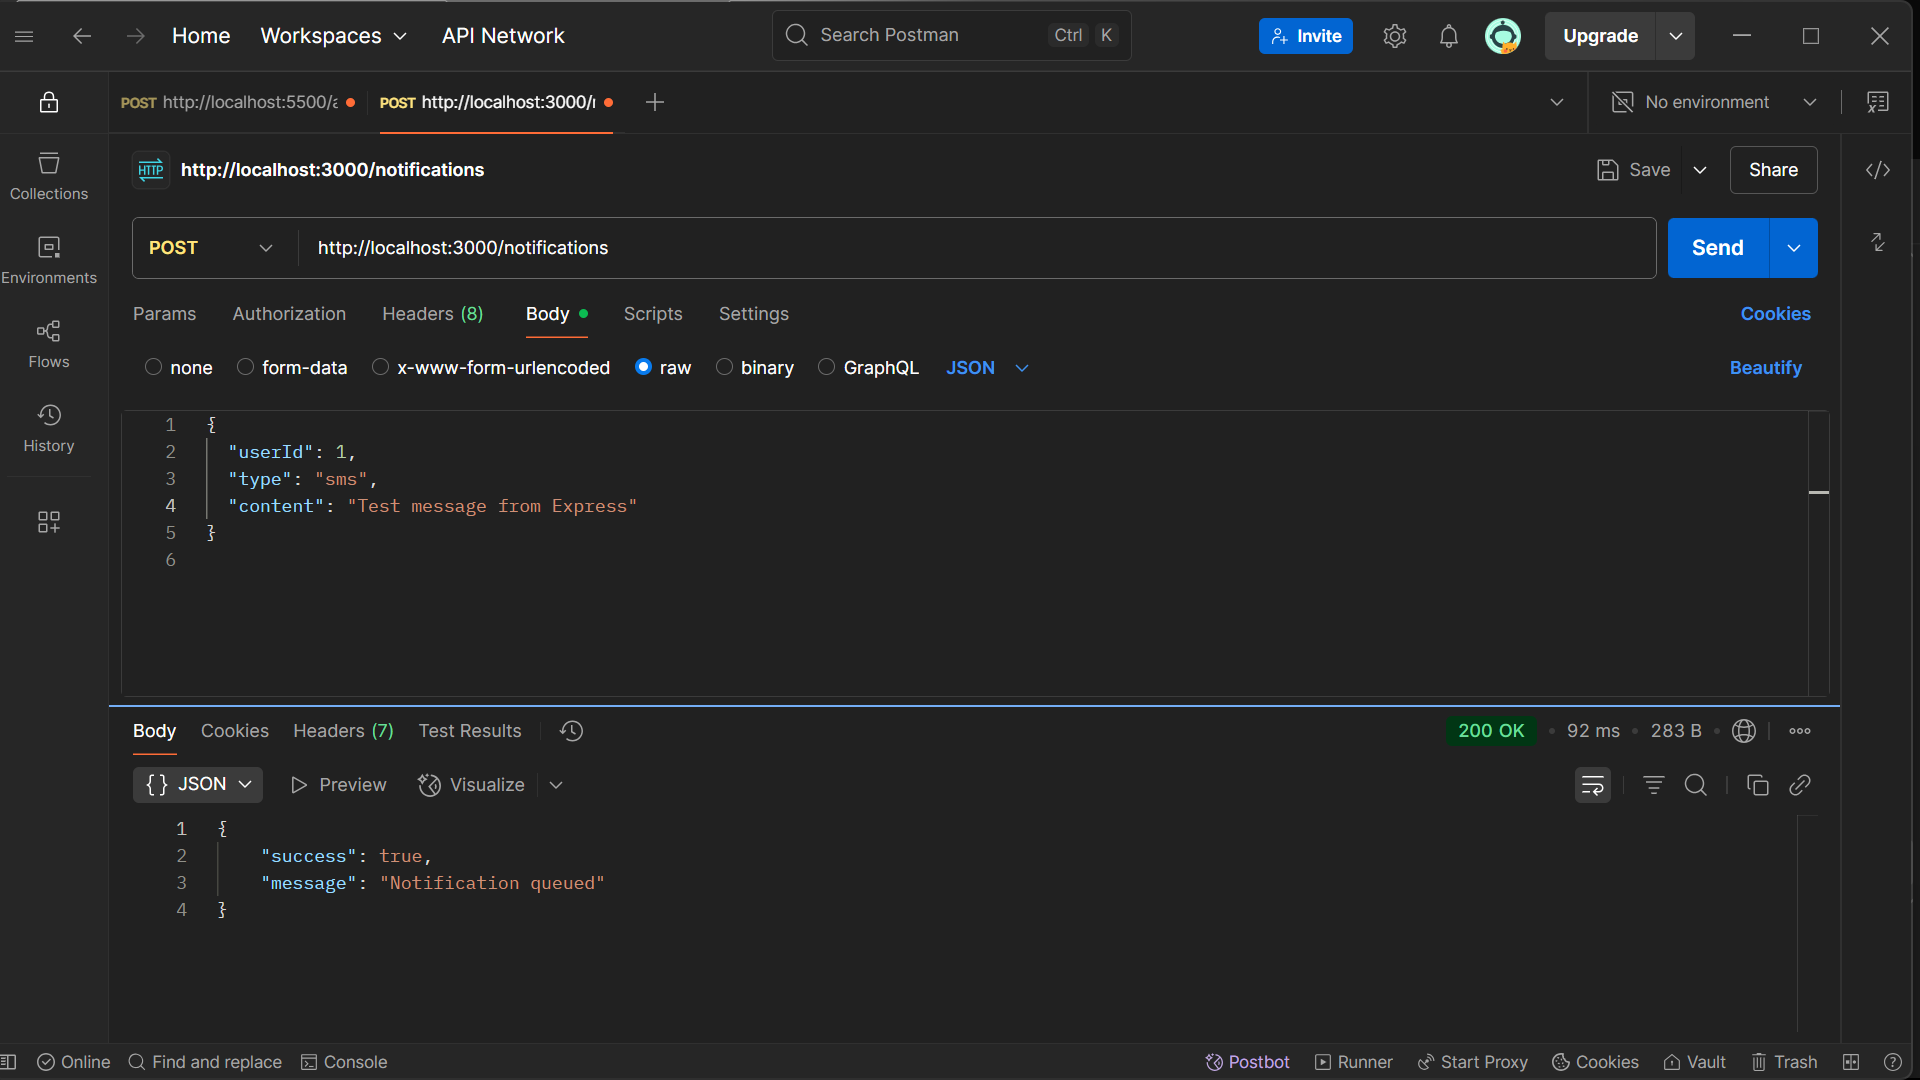 Home Workspaces API Network Search Postman Ctrl K Invite Upgrade
POST http://localhost:5500/ POST http://localhost:3000/ No environment
HTTP http://localhost:3000/notifications Save Share
POST http://localhost:3000/notifications Send
Params Authorization Headers (8) Body Scripts Settings Cookies
none form-data x-www-form-urlencoded raw binary GraphQL JSON Beautify
Collections
Environments
Flows
History
1 {
2 "userId": 1,
3 "type": "sms",
4 "content": "Test message from Express"
5 }
6
Body Cookies Headers (7) Test Results 200 OK • 92 ms • 283 B
{} JSON Preview Visualize
1 {
2 "success": true,
3 "message": "Notification queued"
4 }
Online Find and replace Console Postbot Runner Start Proxy Cookies Vault Trash